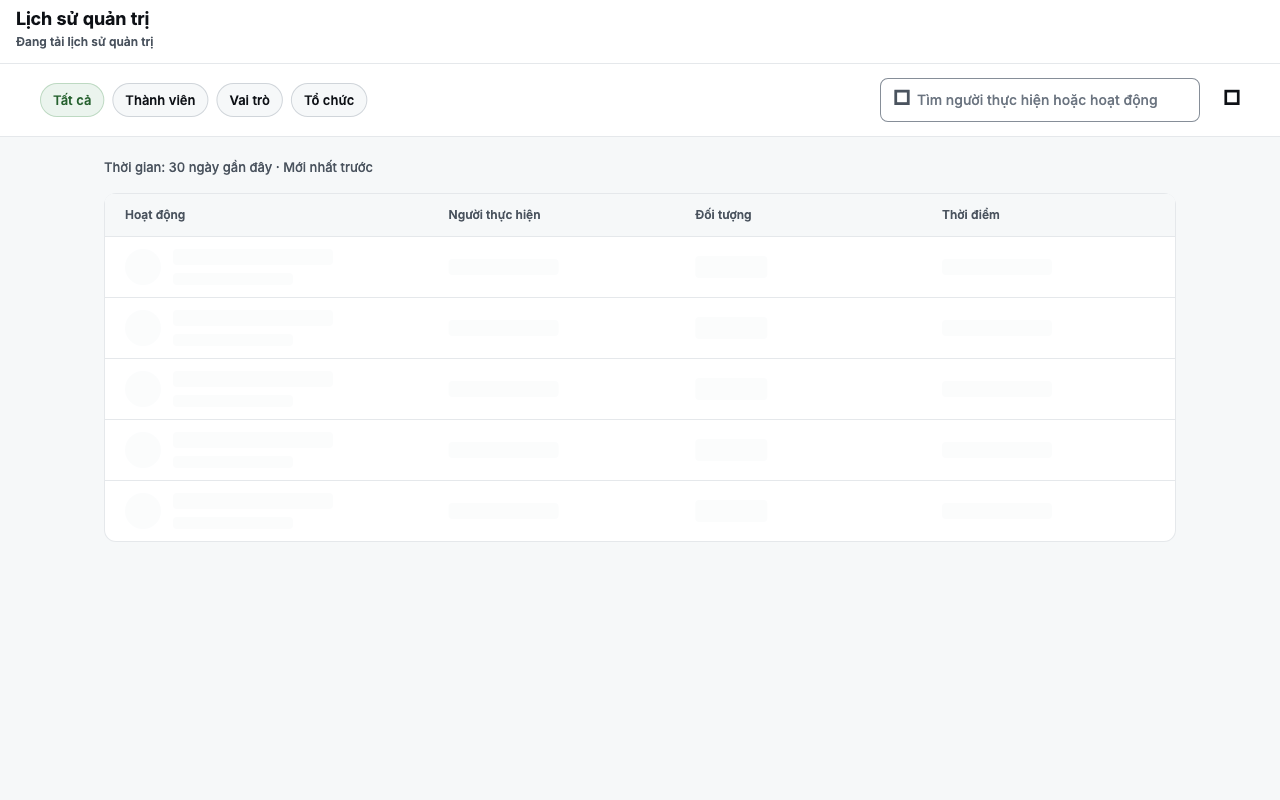 Lịch sử quản trị
Đang tải lịch sử quản trị
Tất cả
Thành viên
Vai trò
Tổ chức
Tìm người thực hiện hoặc hoạt động
Thời gian: 30 ngày gần đây · Mới nhất trước
Hoạt động
Người thực hiện
Đối tượng
Thời điểm